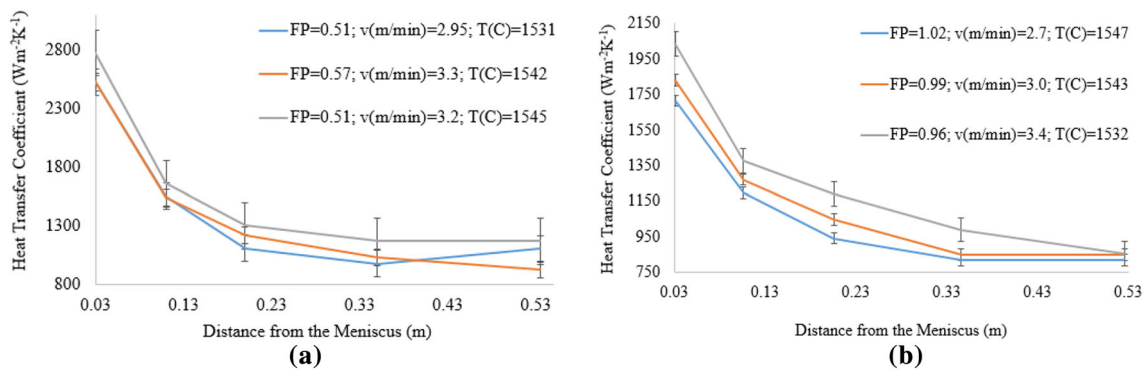 Heat Transfer Coefficient (Wm⁻²K⁻¹)
2800
2300
1800
1300
800
FP=0.51; v(m/min)=2.95; T(C)=1531
FP=0.57; v(m/min)=3.3; T(C)=1542
FP=0.51; v(m/min)=3.2; T(C)=1545
0.03 0.13 0.23 0.33 0.43 0.53
Distance from the Meniscus (m)
(a)
Heat Transfer Coefficient (Wm⁻²K⁻¹)
2150
1950
1750
1550
1350
1150
950
750
FP=1.02; v(m/min)=2.7; T(C)=1547
FP=0.99; v(m/min)=3.0; T(C)=1543
FP=0.96; v(m/min)=3.4; T(C)=1532
0.03 0.13 0.23 0.33 0.43 0.53
Distance from the Meniscus (m)
(b)